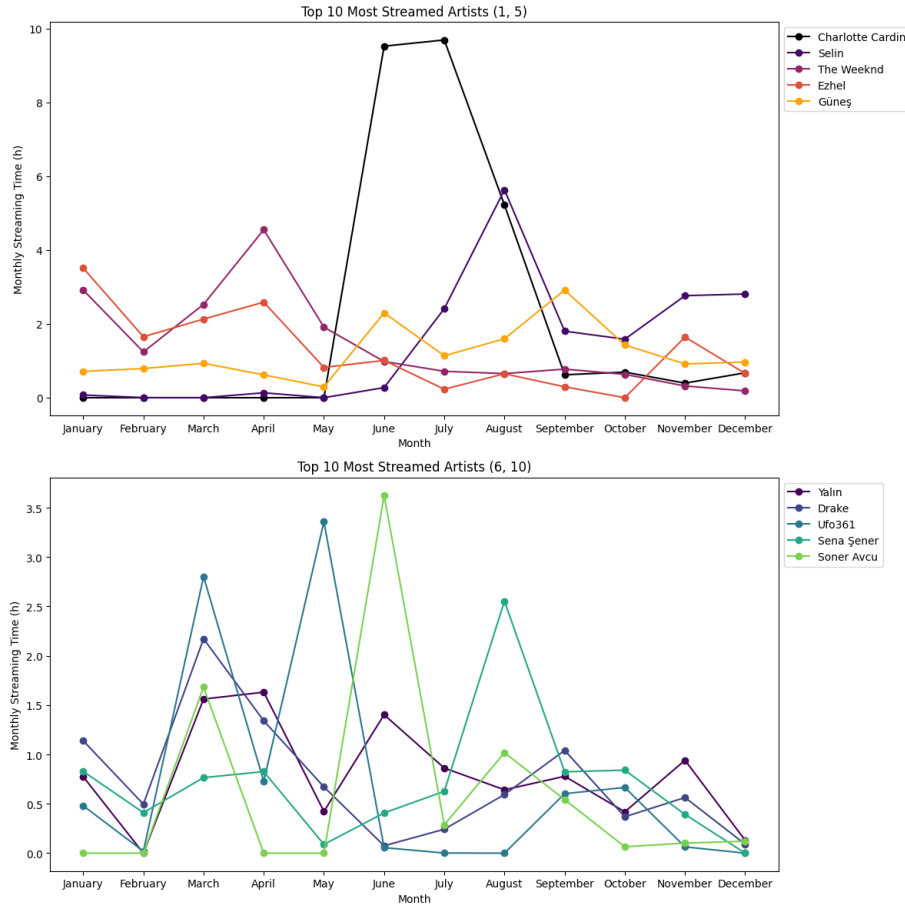 Top 10 Most Streamed Artists (1, 5)
10
8
6
4
2
0
Monthly Streaming Time (h)
January February March April May June July August September October November December
Month
Charlotte Cardin
Selin
The Weeknd
Ezhel
Güneş
Top 10 Most Streamed Artists (6, 10)
3.5
3.0
2.5
2.0
1.5
1.0
0.5
0.0
Monthly Streaming Time (h)
January February March April May June July August September October November December
Month
Yalın
Drake
Ufo361
Sena Şener
Soner Avcu